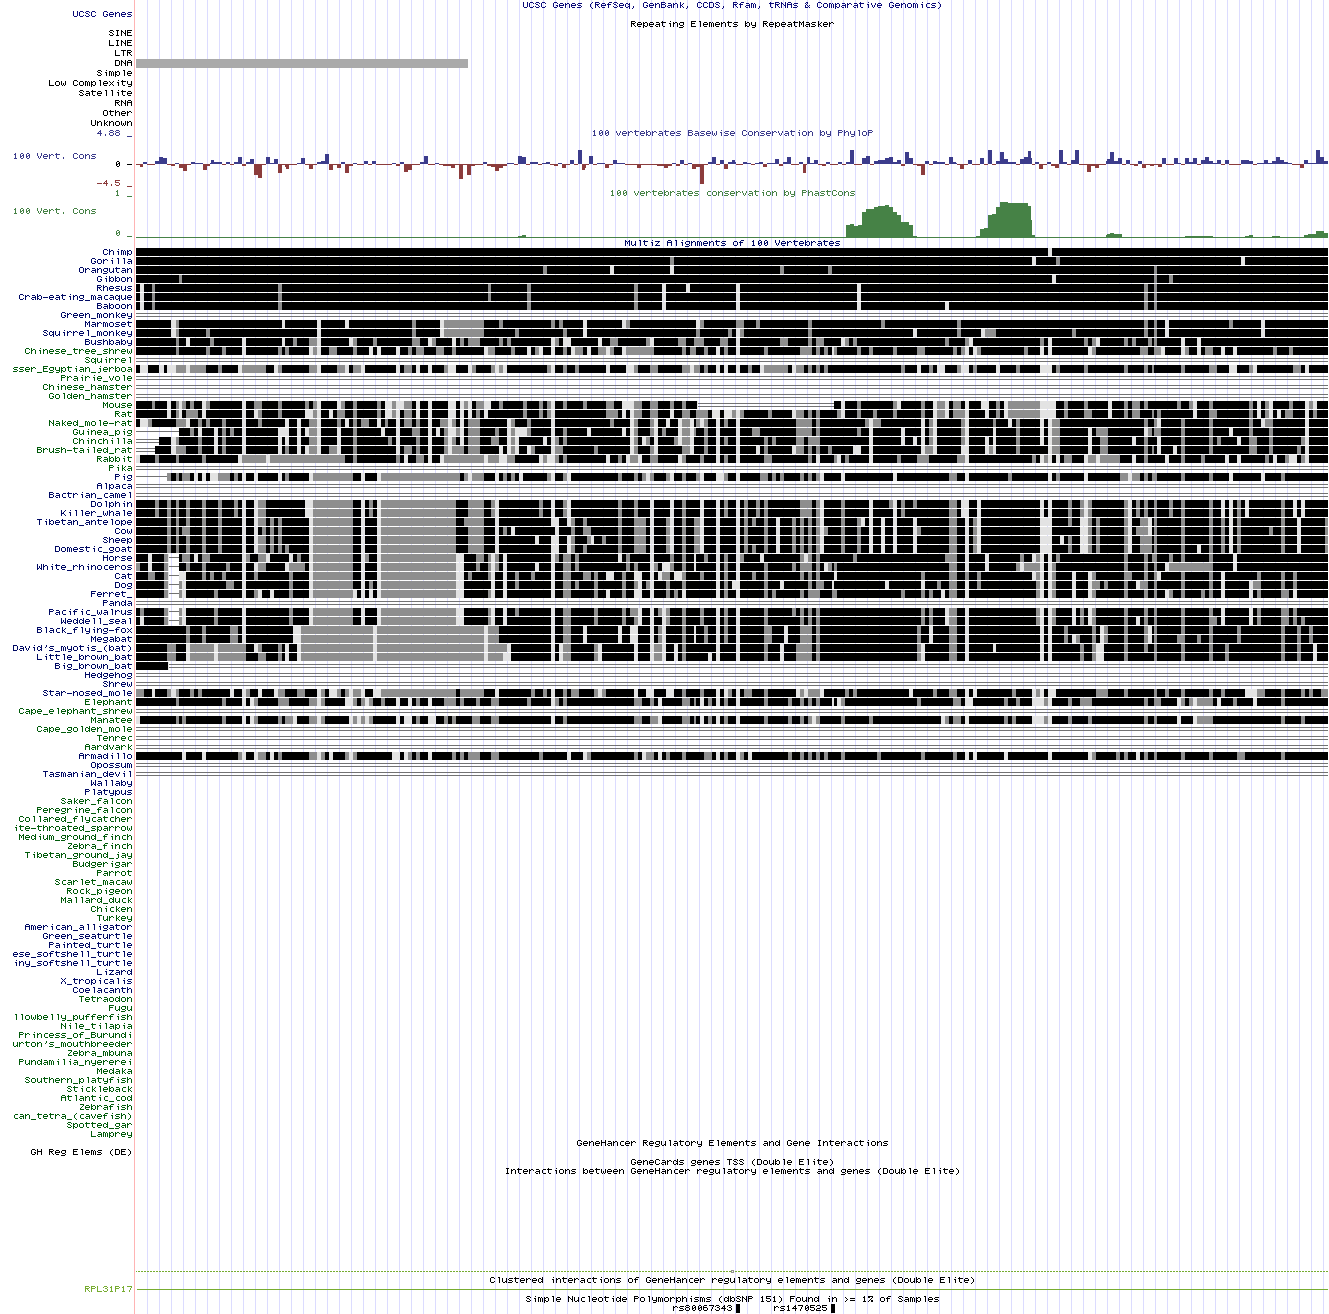 UCSC Genes (RefSeq, GenBank, CCDS, Rfam, tRNAs & Comparative Genomics)
UCSC Genes
Repeating Elements by RepeatMasker
SINE
LINE
LTR
DNA
Simple
Low Complexity
Satellite
RNA
Other
Unknown
4.88 _
100 vertebrates Basewise Conservation by PhyloP
100 Vert. Cons
0 _
-4.5 _
1 _
100 vertebrates conservation by PhastCons
100 Vert. Cons
0 _
Multiz Alignments of 100 Vertebrates
Chimp
Gorilla
Orangutan
Gibbon
Rhesus
Crab-eating_macaque
Baboon
Green_monkey
Marmoset
Squirrel_monkey
Bushbaby
Chinese_tree_shrew
Squirrel
sser_Egyptian_jerboa
Prairie_vole
Chinese_hamster
Golden_hamster
Mouse
Rat
Naked_mole-rat
Guinea_pig
Chinchilla
Brush-tailed_rat
Rabbit
Pika
Pig
Alpaca
Bactrian_camel
Dolphin
Killer_whale
Tibetan_antelope
Cow
Sheep
Domestic_goat
Horse
White_rhinoceros
Cat
Dog
Ferret_
Panda
Pacific_walrus
Weddell_seal
Black_flying-fox
Megabat
David's_myotis_(bat)
Little_brown_bat
Big_brown_bat
Hedgehog
Shrew
Star-nosed_mole
Elephant
Cape_elephant_shrew
Manatee
Cape_golden_mole
Tenrec
Aardvark
Armadillo
Opossum
Tasmanian_devil
Wallaby
Platypus
Saker_falcon
Peregrine_falcon
Collared_flycatcher
ite-throated_sparrow
Medium_ground_finch
Zebra_finch
Tibetan_ground_jay
Budgerigar
Parrot
Scarlet_macaw
Rock_pigeon
Mallard_duck
Chicken
Turkey
American_alligator
Green_seaturtle
Painted_turtle
ese_softshell_turtle
iny_softshell_turtle
Lizard
X_tropicalis
Coelacanth
Tetraodon
Fugu
llowbelly_pufferfish
Nile_tilapia
Princess_of_Burundi
urton's_mouthbreeder
Zebra_mbuna
Pundamilia_nyererei
Medaka
Southern_platyfish
Stickleback
Atlantic_cod
Zebrafish
can_tetra_(cavefish)
Spotted_gar
Lamprey
GeneHancer Regulatory Elements and Gene Interactions
GH Reg Elems (DE)
GeneCards genes TSS (Double Elite)
Interactions between GeneHancer regulatory elements and genes (Double Elite)
Clustered interactions of GeneHancer regulatory elements and genes (Double Elite)
RPL31P17
Simple Nucleotide Polymorphisms (dbSNP 151) Found in >= 1% of Samples
rs80067343 rs1470525